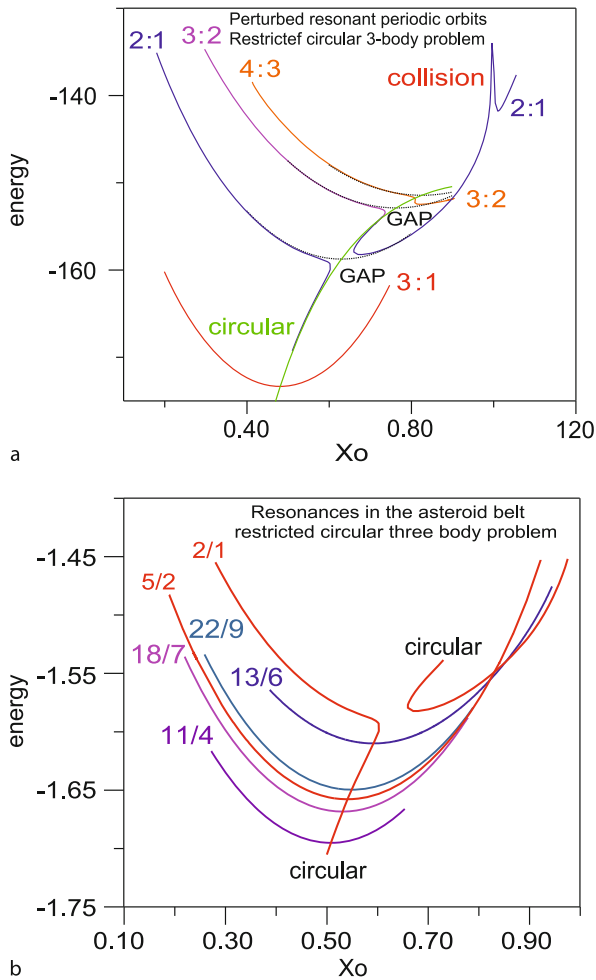 Perturbed resonant periodic orbits
Restrictef circular 3-body problem
2:1
3:2
4:3
collision
2:1
-140
energy
3:2
GAP
-160
GAP
3:1
circular
0.40
0.80
120
Xo
a
Resonances in the asteroid belt
restricted circular three body problem
-1.45
2/1
5/2
22/9
circular
18/7
13/6
-1.55
energy
11/4
-1.65
circular
-1.75
0.10
0.30
0.50
0.70
0.90
Xo
b